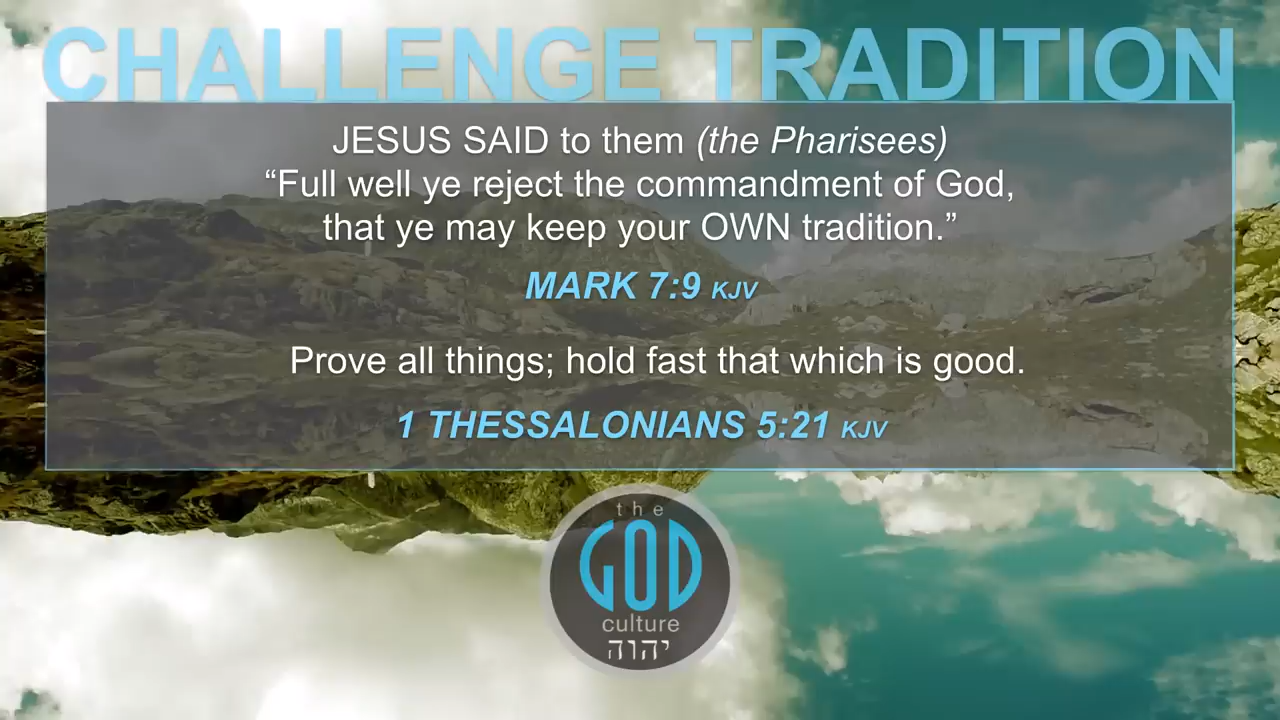 CHALLENGE TRADITION
JESUS SAID to them (the Pharisees)
“Full well ye reject the commandment of God,
that ye may keep your OWN tradition.”
MARK 7:9 KJV
Prove all things; hold fast that which is good.
1 THESSALONIANS 5:21 KJV
the
GOD
culture
יהוה